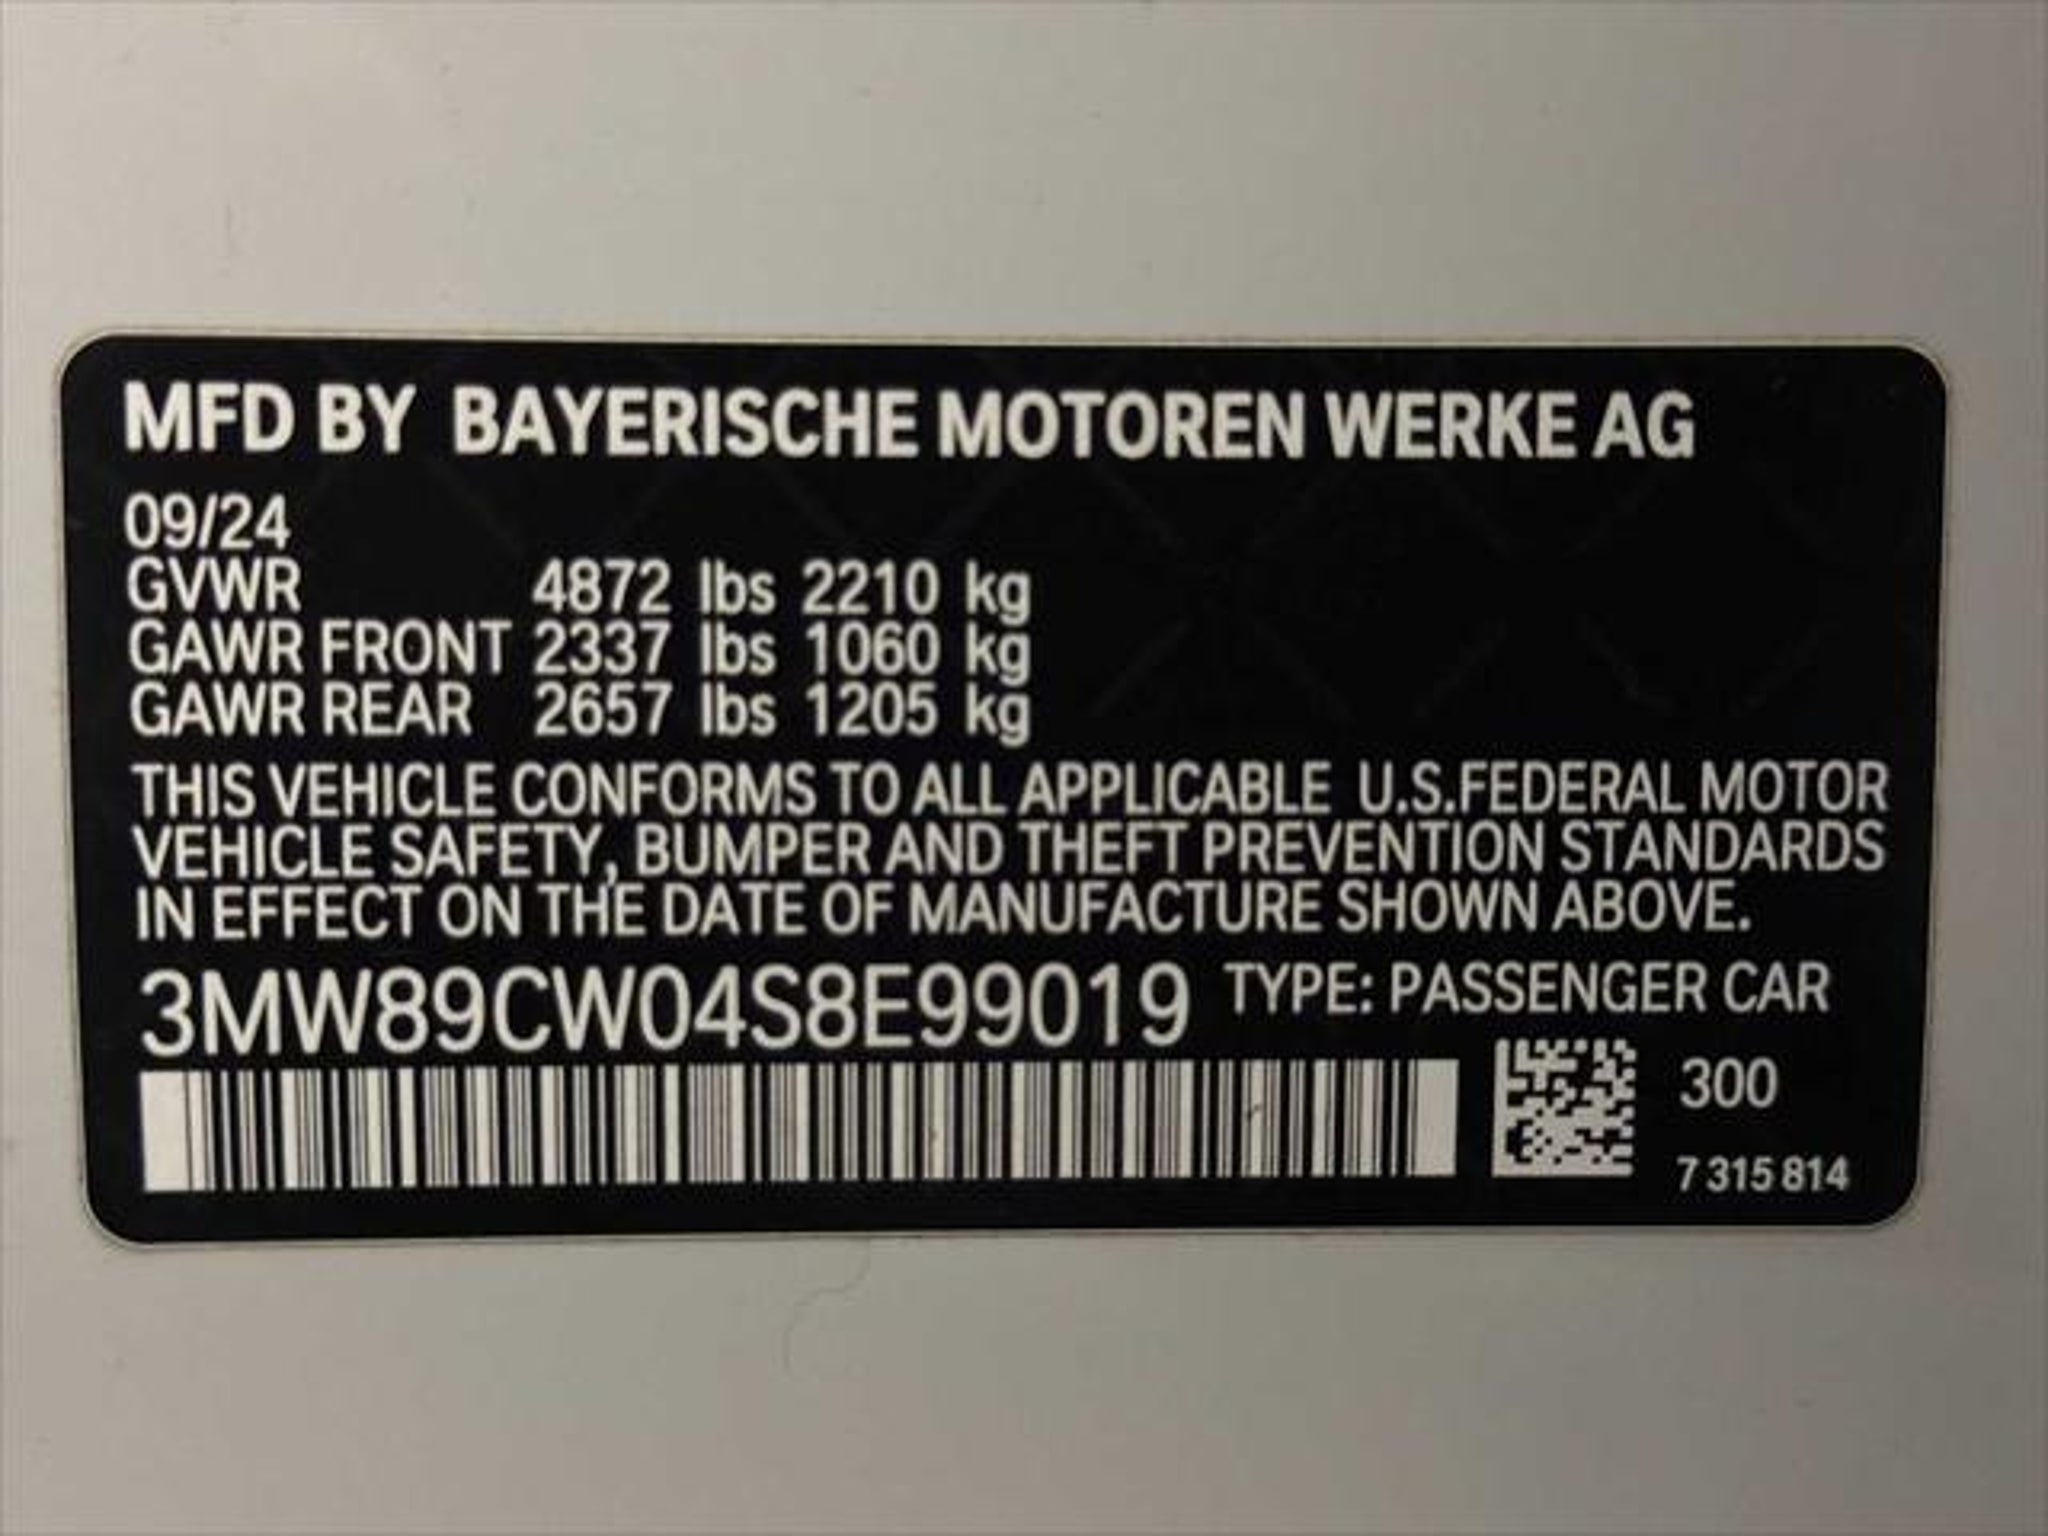 MFD BY BAYERISCHE MOTOREN WERKE AG
09/24
GVWR 4872 lbs 2210 kg
GAWR FRONT 2337 lbs 1060 kg
GAWR REAR 2657 lbs 1205 kg
THIS VEHICLE CONFORMS TO ALL APPLICABLE U.S.FEDERAL MOTOR
VEHICLE SAFETY, BUMPER AND THEFT PREVENTION STANDARDS
IN EFFECT ON THE DATE OF MANUFACTURE SHOWN ABOVE.
3MW89CW04S8E99019 TYPE: PASSENGER CAR
300
7 315 814